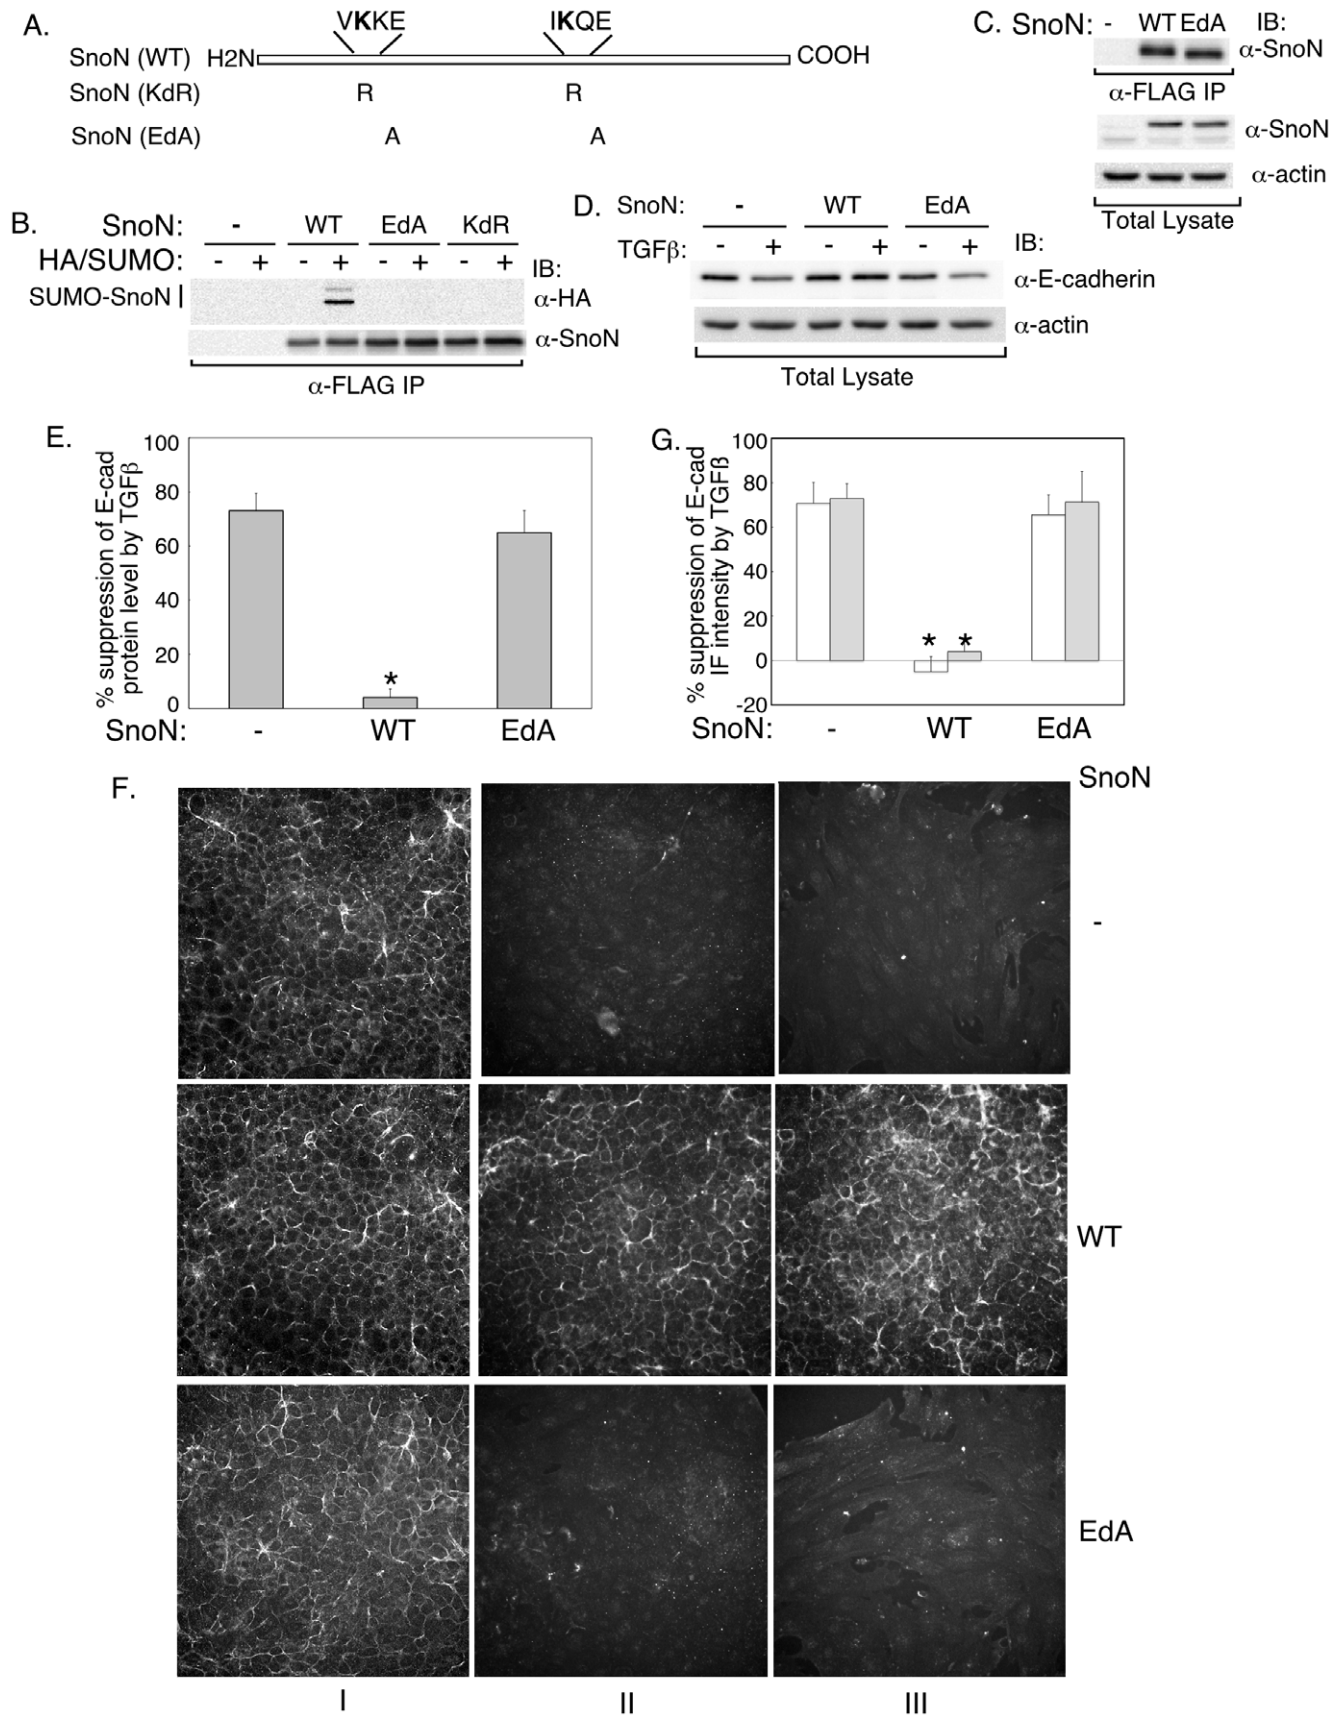 A.
VKKE IKQE
SnoN (WT) H2N COOH
SnoN (KdR) R R
SnoN (EdA) A A
B.
SnoN: - WT EdA KdR
HA/SUMO: - + - + - + - +
IB:
SUMO-SnoN α-HA
α-SnoN
α-FLAG IP
C. SnoN: - WT EdA IB:
α-SnoN
α-FLAG IP
α-SnoN
α-actin
Total Lysate
D. SnoN: - WT EdA
TGFβ: - + - + - + IB:
α-E-cadherin
α-actin
Total Lysate
E.
% suppression of E-cad
protein level by TGFβ
100
80
60
40
20
0
*
SnoN: - WT EdA
G.
% suppression of E-cad
IF intensity by TGFß
100
80
60
40
20
0
-20
* *
SnoN: - WT EdA
F.
SnoN
-
WT
EdA
I II III